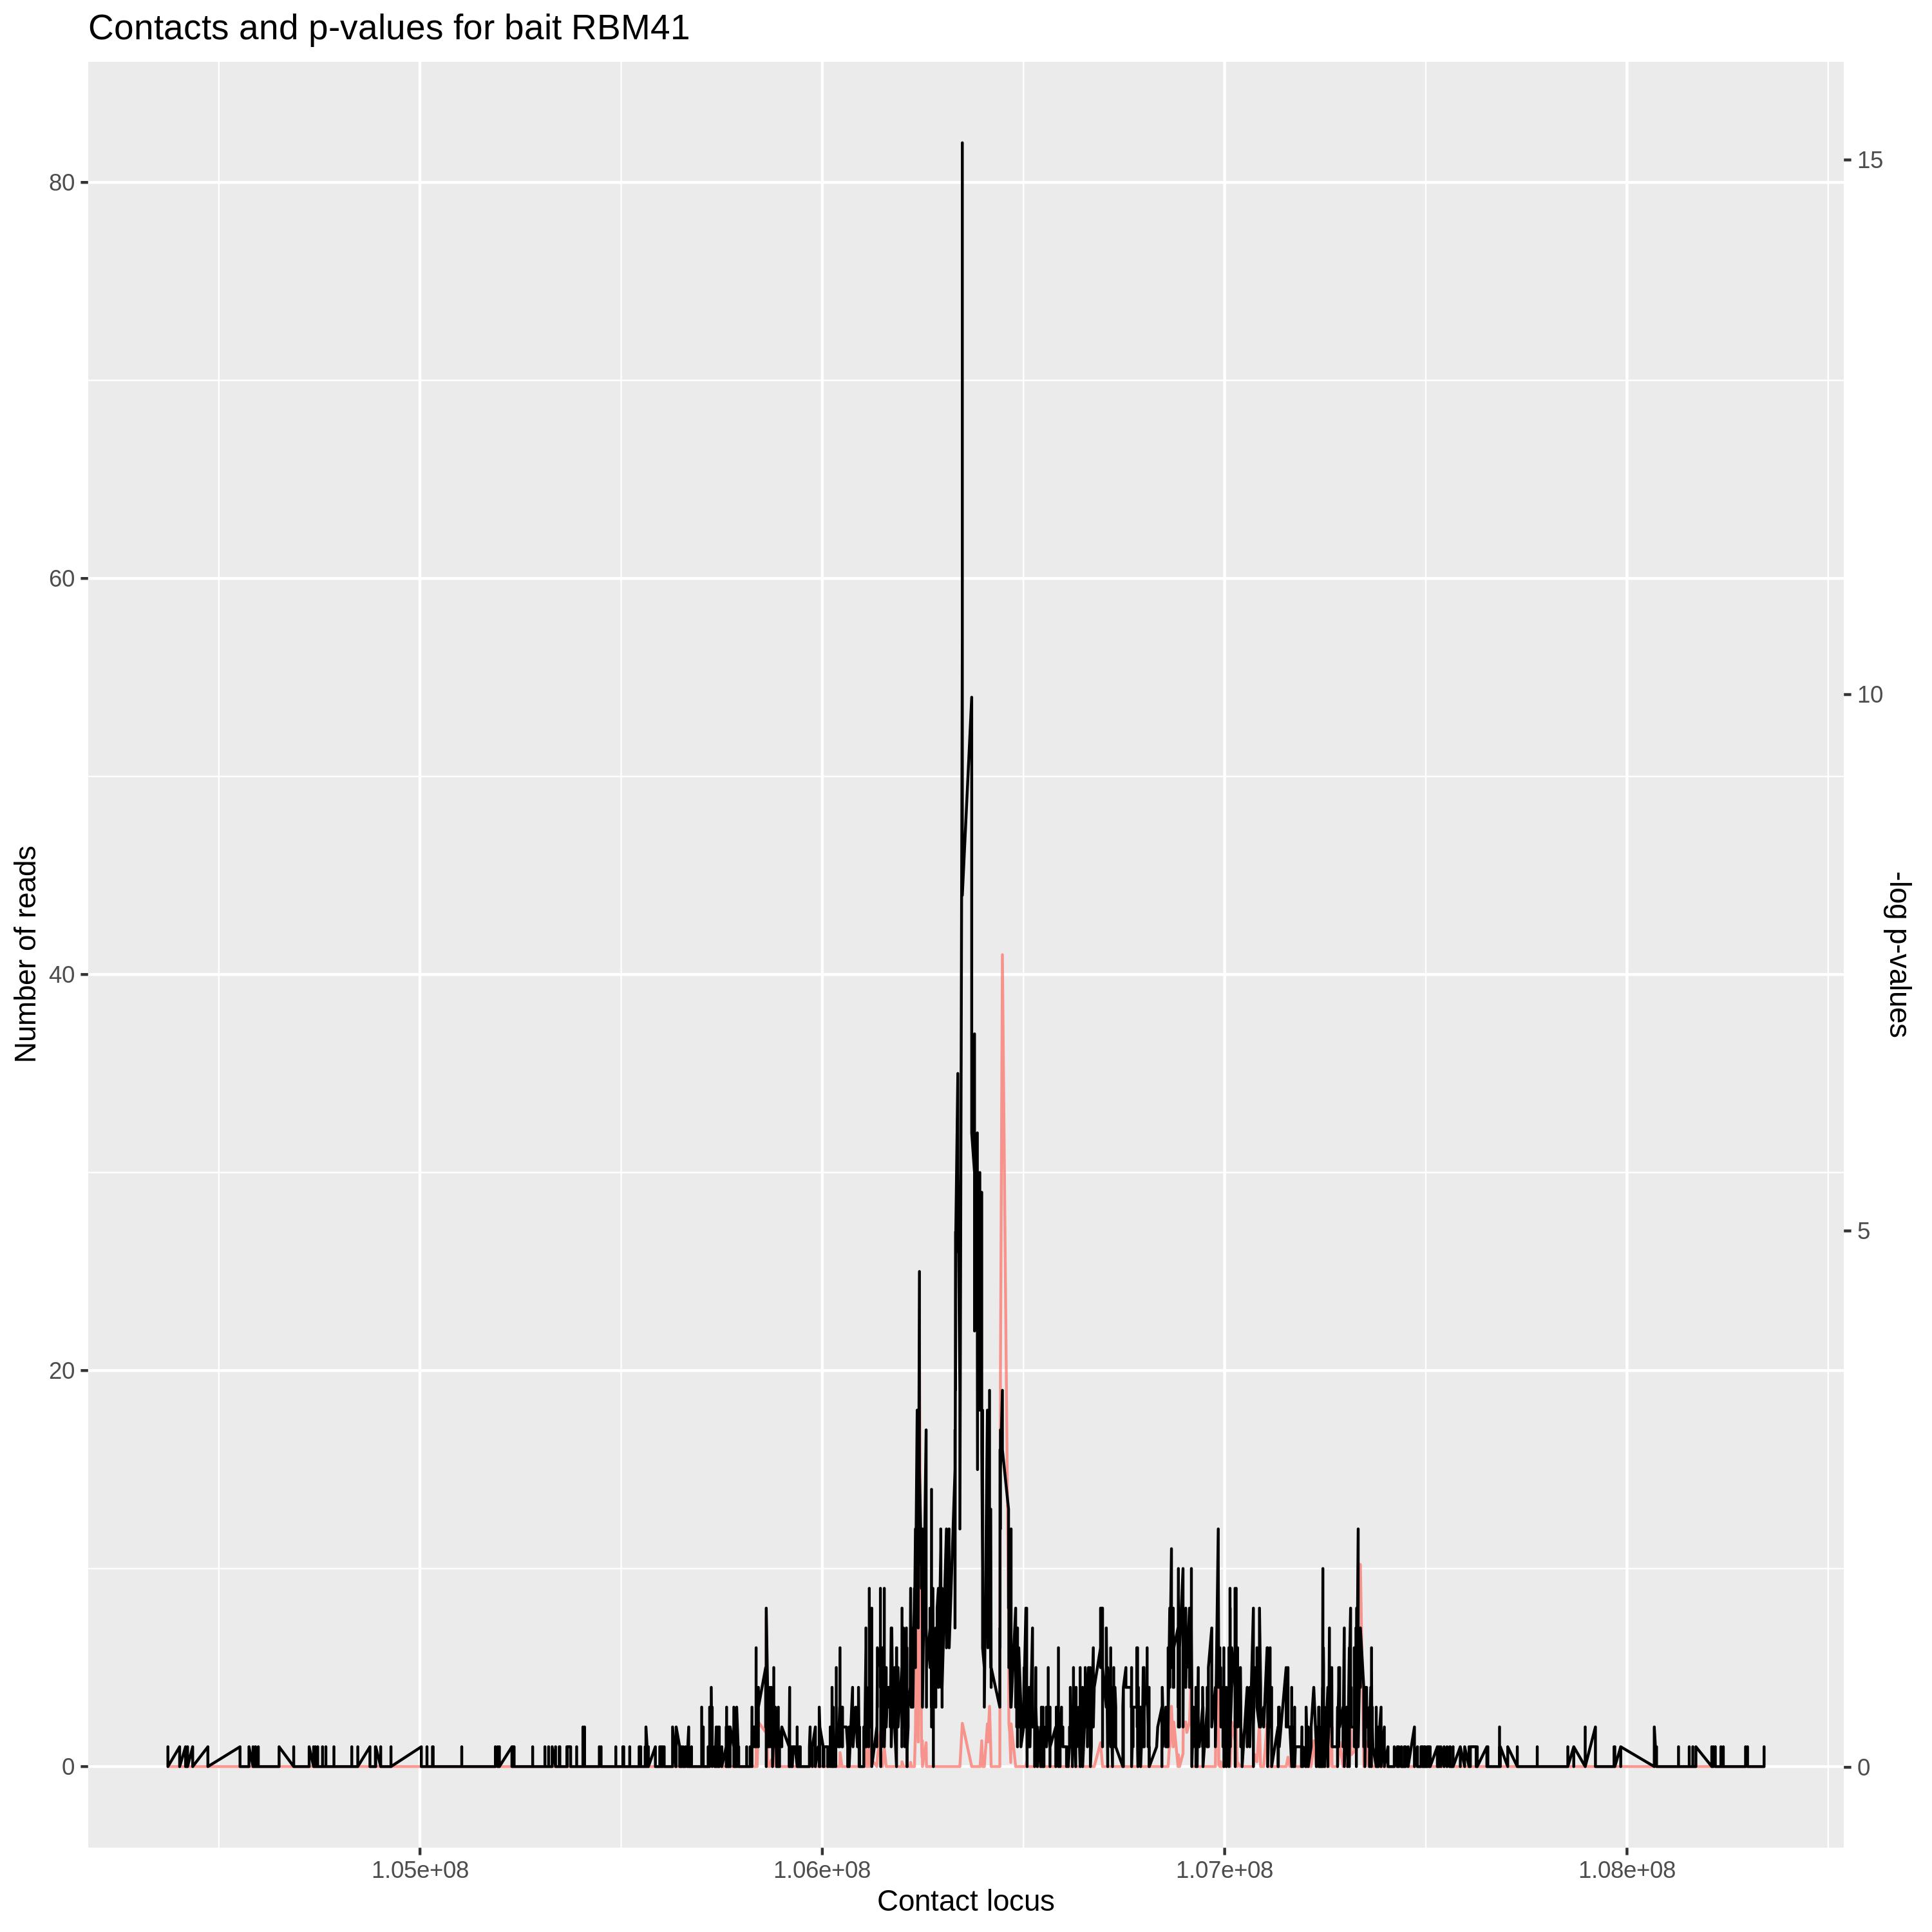 Contacts and p-values for bait RBM41
80
60
40
20
0
Number of reads
15
10
5
0
-log p-values
1.05e+08
1.06e+08
1.07e+08
1.08e+08
Contact locus